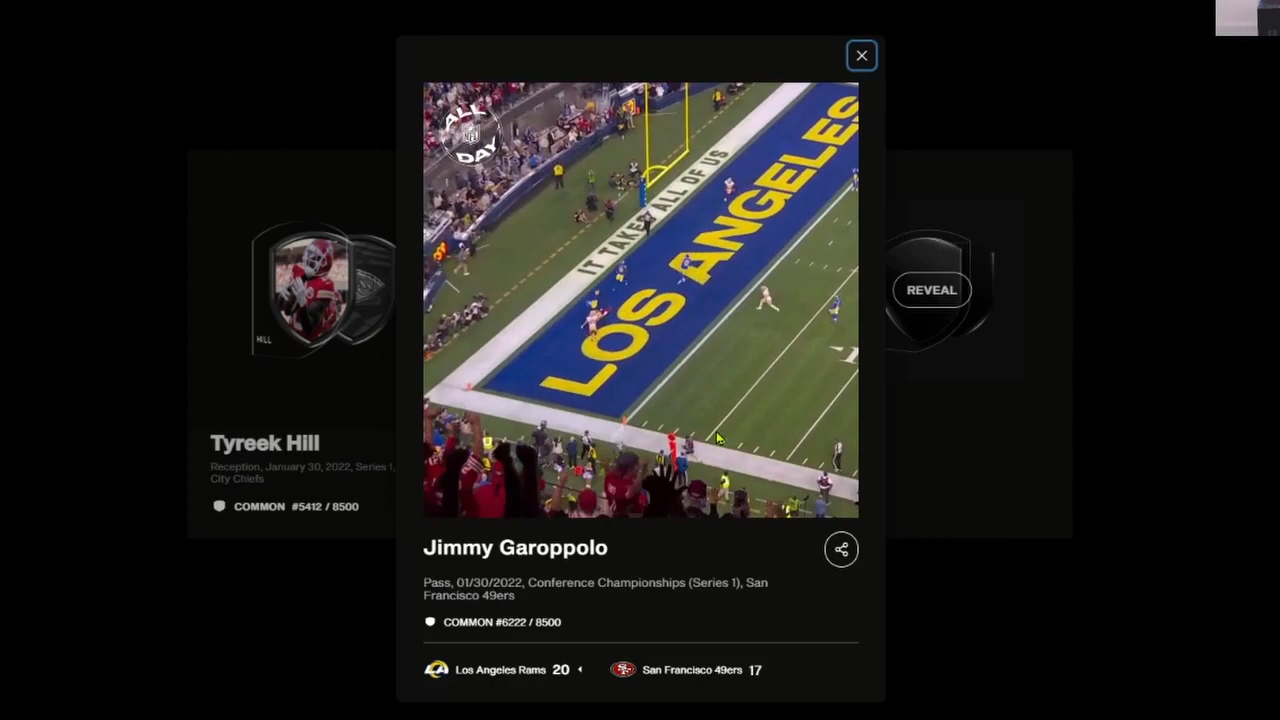 ALL
NFL
DAY
IT TAKES ALL OF US
LOS ANGELES
HILL
REVEAL
Tyreek Hill
Reception, January 30, 2022, Series 1,
City Chiefs
COMMON #5412 / 8500
Jimmy Garoppolo
Pass, 01/30/2022, Conference Championships (Series 1), San
Francisco 49ers
COMMON #6222 / 8500
Los Angeles Rams 20
San Francisco 49ers 17